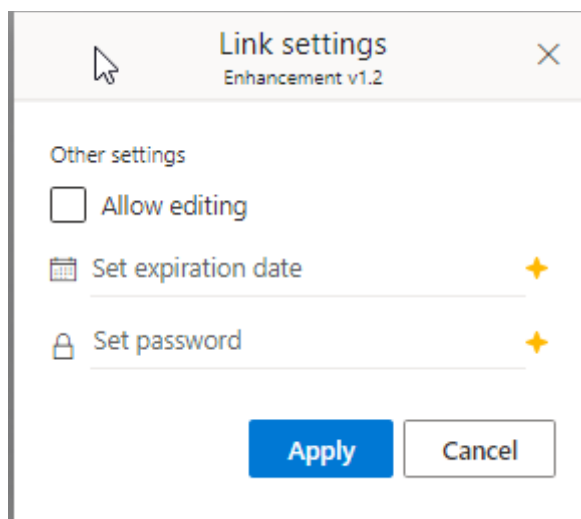 Link settings
Enhancement v1.2
Other settings
Allow editing
Set expiration date
Set password
Apply
Cancel